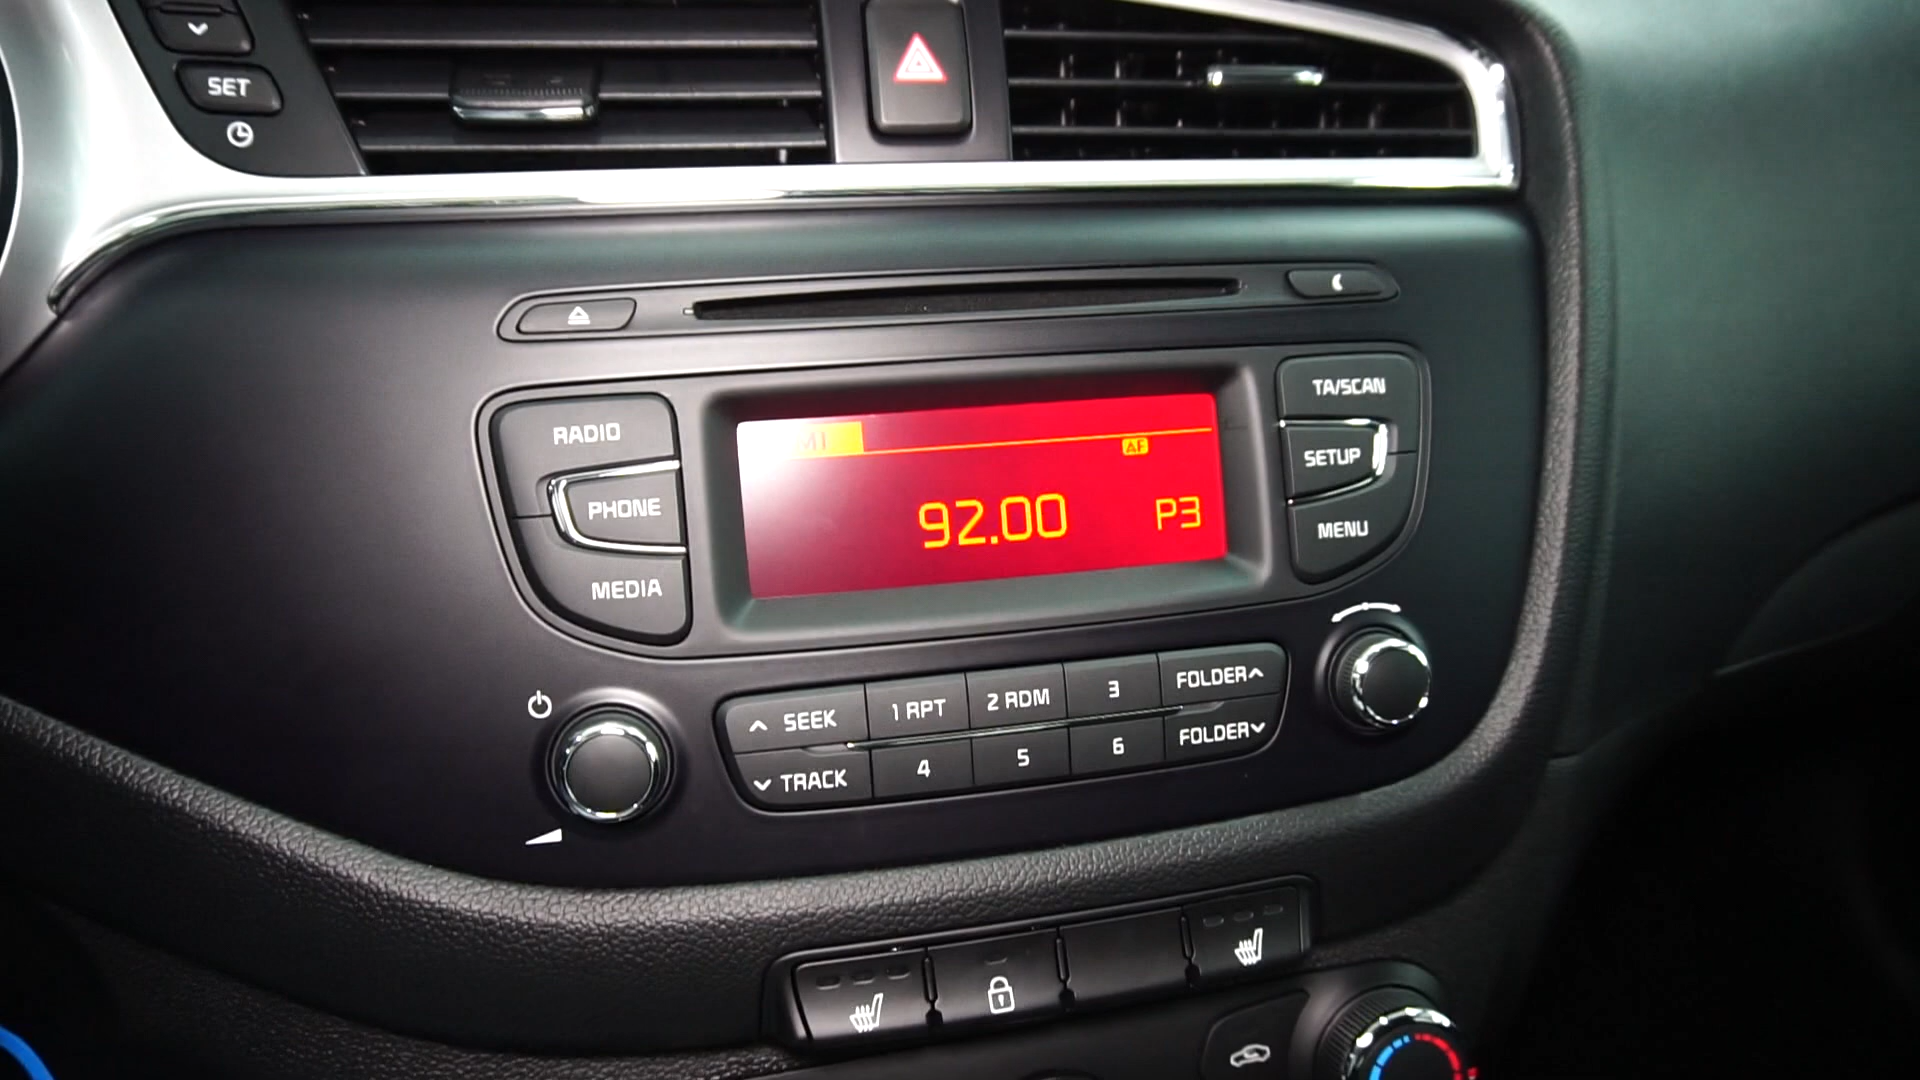 SET
RADIO
PHONE
MEDIA
AF
92.00 P3
TA/SCAN
SETUP
MENU
SEEK
1 RPT
2 RDM
3
FOLDER
TRACK
4
5
6
FOLDER